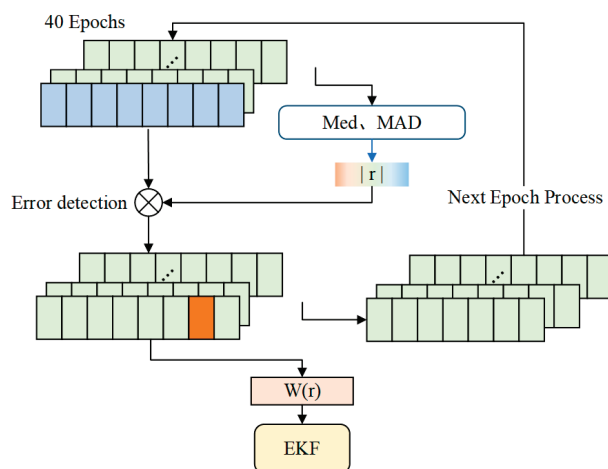 40 Epochs
Med、MAD
| r |
Error detection
Next Epoch Process
W(r)
EKF